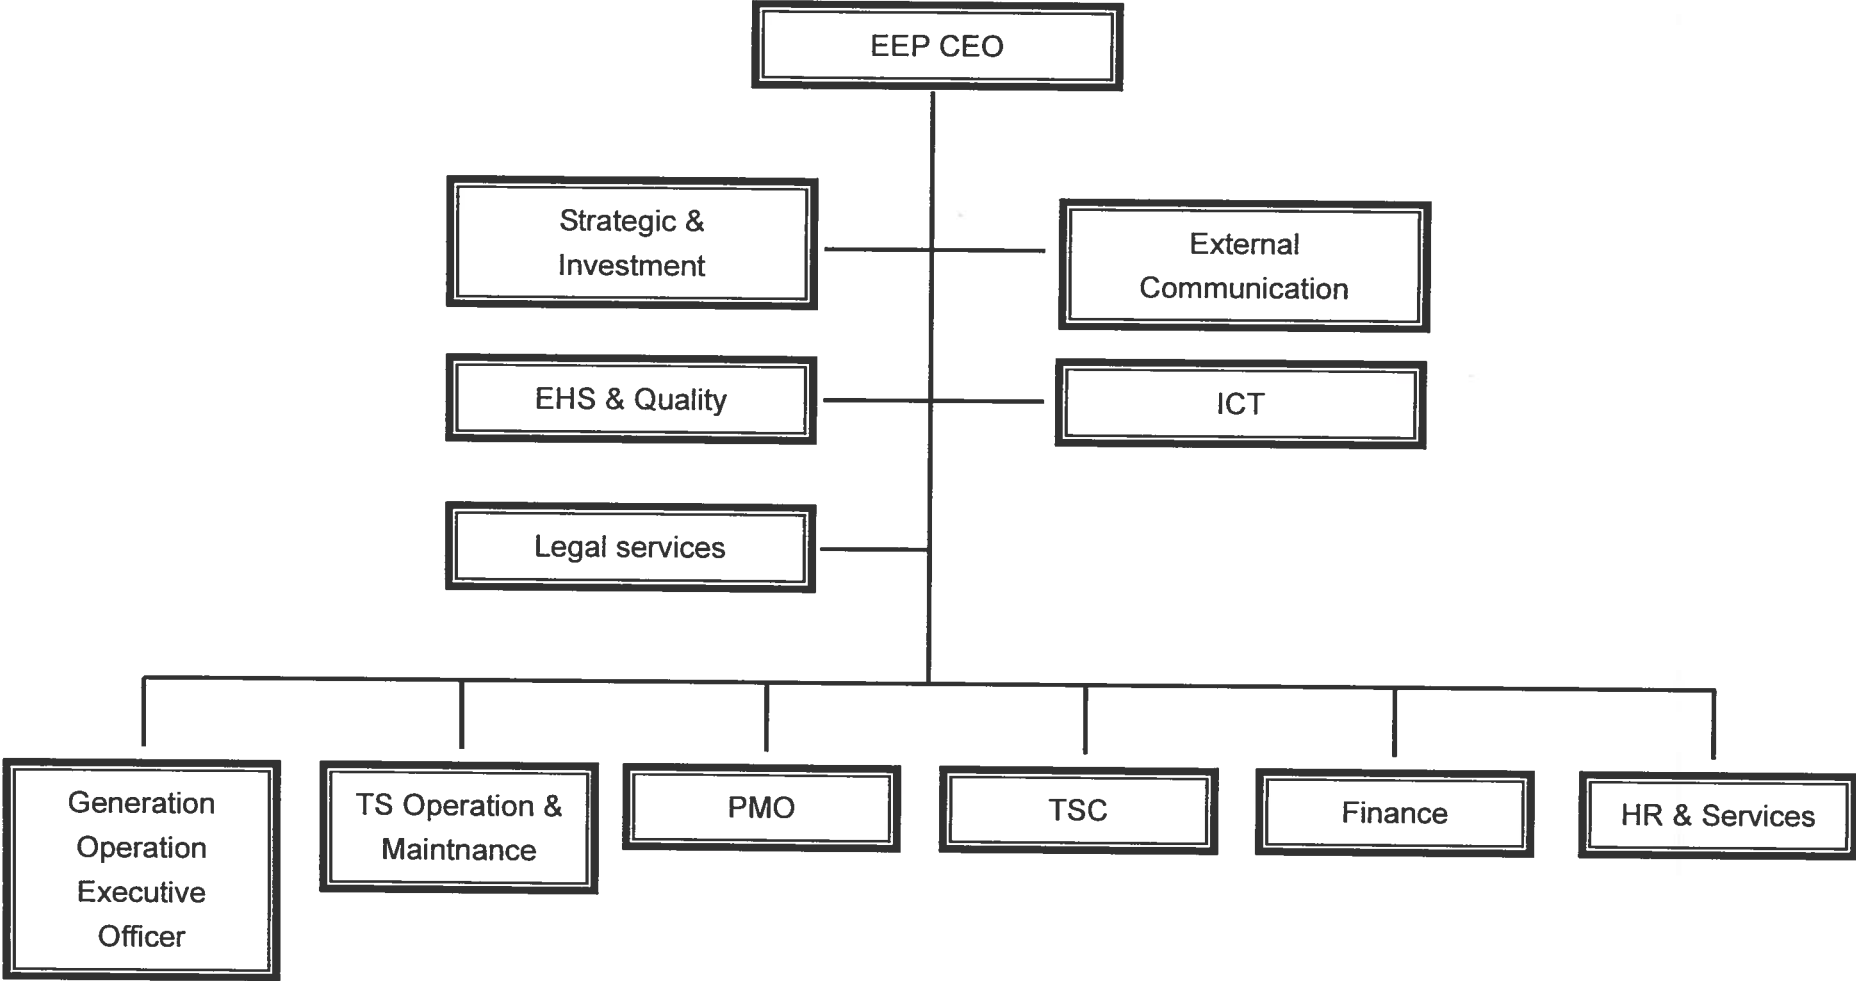 EEP CEO
Strategic &
Investment
External
Communication
EHS & Quality
ICT
Legal services
Generation
Operation
Executive
Officer
TS Operation &
Maintnance
PMO
TSC
Finance
HR & Services